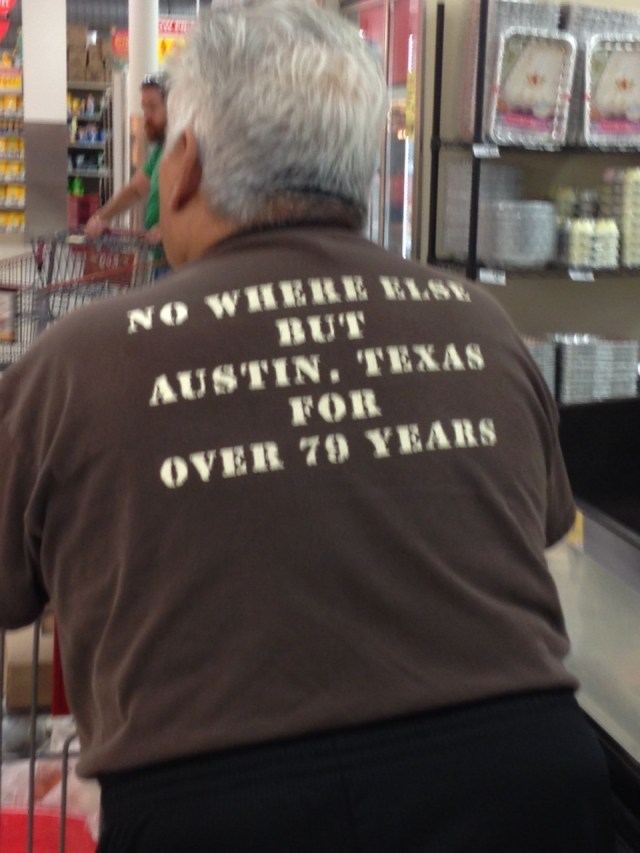 NO WHERE ELSE
BUT
AUSTIN, TEXAS
FOR
OVER 79 YEARS